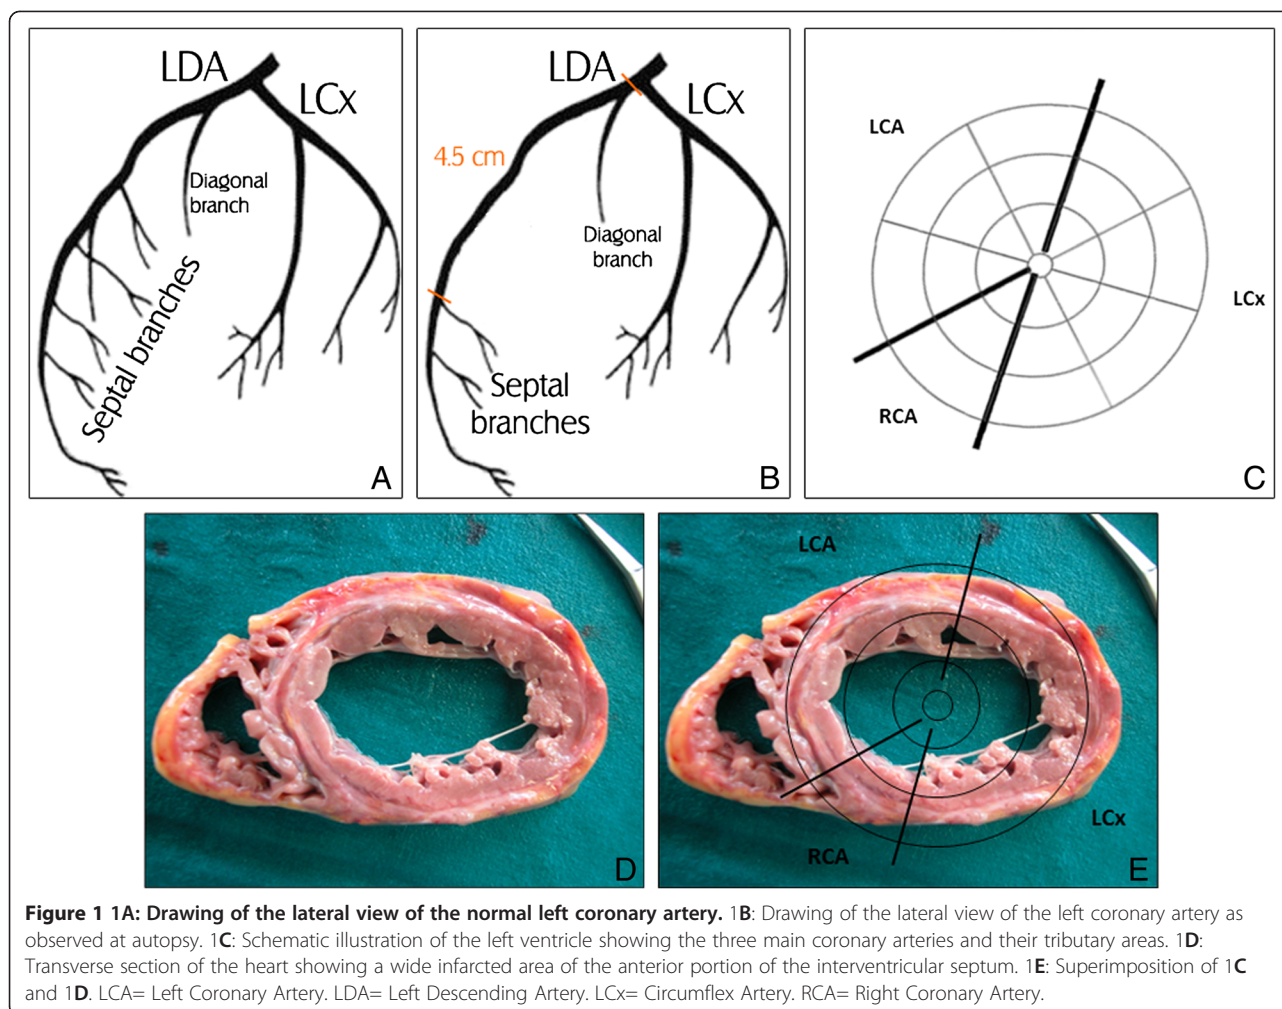 LDA
LCx
Diagonal
branch
Septal branches
A
LDA
LCx
4.5 cm
Diagonal
branch
Septal
branches
B
LCA
LCx
RCA
C
D
LCA
LCx
RCA
E
Figure 1 1A: Drawing of the lateral view of the normal left coronary artery. 1B: Drawing of the lateral view of the left coronary artery as
observed at autopsy. 1C: Schematic illustration of the left ventricle showing the three main coronary arteries and their tributary areas. 1D:
Transverse section of the heart showing a wide infarcted area of the anterior portion of the interventricular septum. 1E: Superimposition of 1C
and 1D. LCA= Left Coronary Artery. LDA= Left Descending Artery. LCx= Circumflex Artery. RCA= Right Coronary Artery.